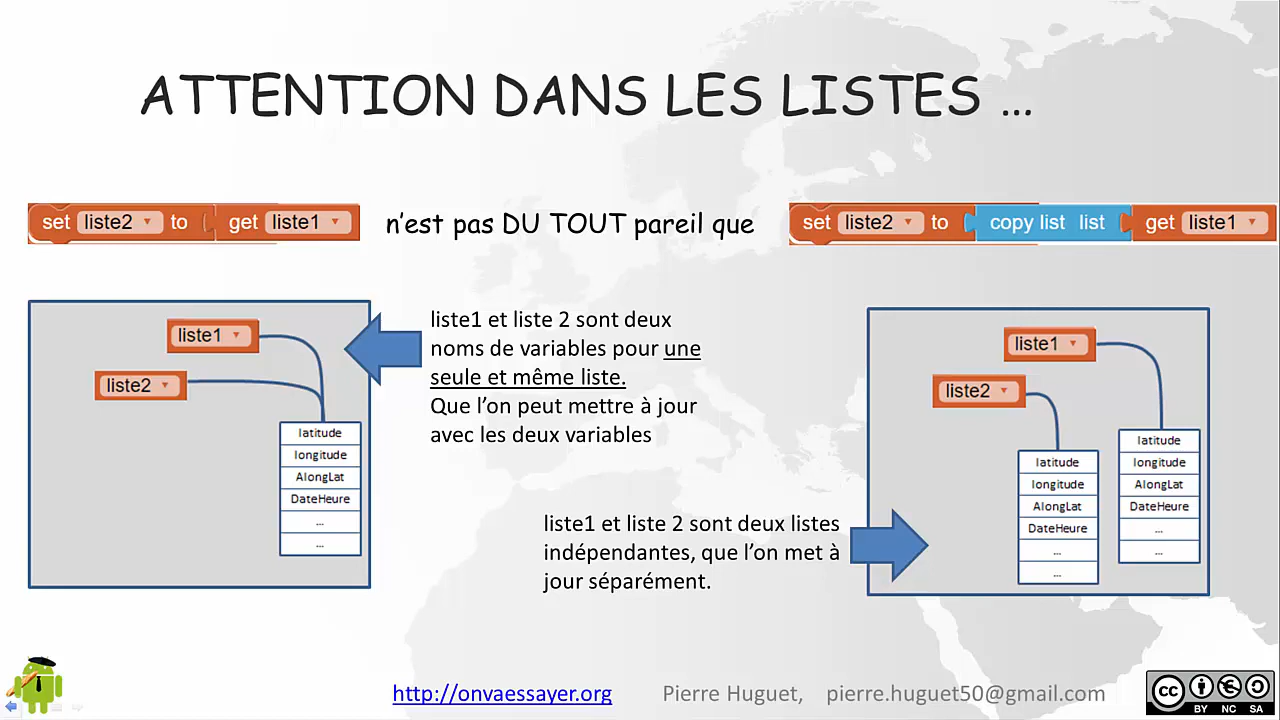 ATTENTION DANS LES LISTES ...
set liste2 to get liste1
n'est pas DU TOUT pareil que
set liste2 to copy list list get liste1
liste1
liste2
latitude
longitude
AlongLat
DateHeure
...
...
liste1 et liste 2 sont deux
noms de variables pour une
seule et même liste.
Que l'on peut mettre à jour
avec les deux variables
liste1 et liste 2 sont deux listes
indépendantes, que l'on met à
jour séparément.
liste1
liste2
latitude
longitude
AlongLat
DateHeure
...
...
latitude
longitude
AlongLat
DateHeure
...
...
http://onvaessayer.org
Pierre Huguet, pierre.huguet50@gmail.com
cc
BY NC SA